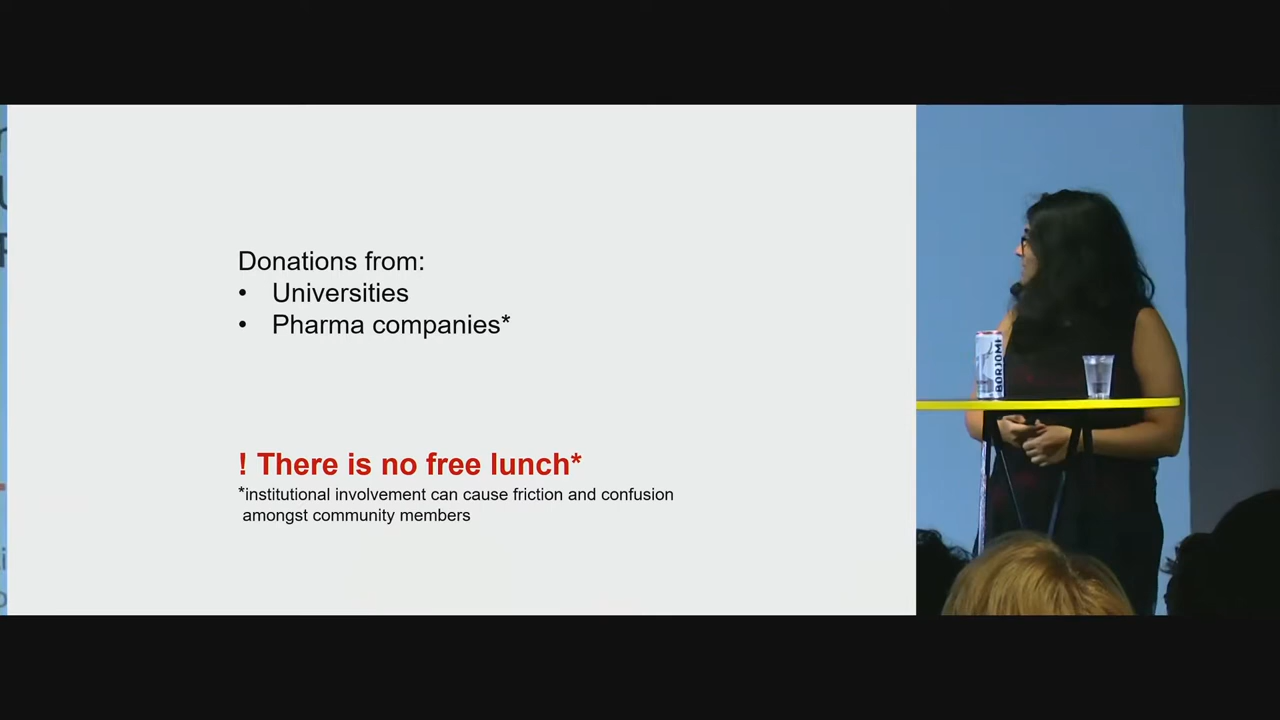 Donations from:
• Universities
• Pharma companies*
! There is no free lunch*
*institutional involvement can cause friction and confusion
amongst community members
BORJOMI